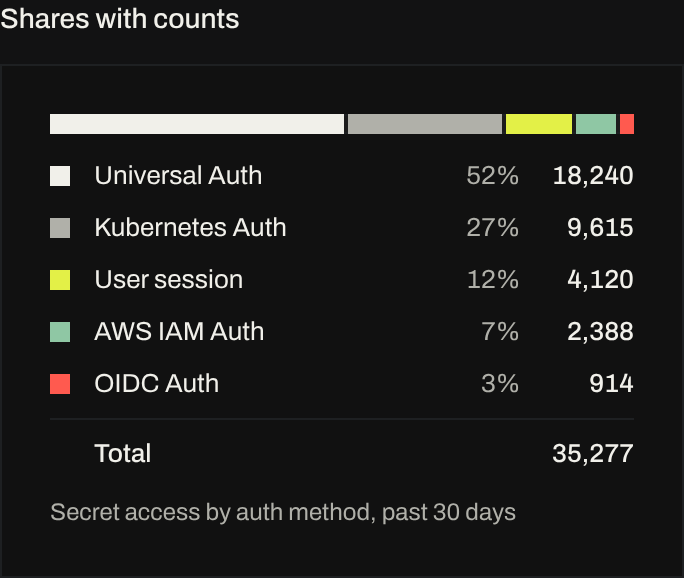 Shares with counts
Universal Auth 52% 18,240
Kubernetes Auth 27% 9,615
User session 12% 4,120
AWS IAM Auth 7% 2,388
OIDC Auth 3% 914
Total 35,277
Secret access by auth method, past 30 days